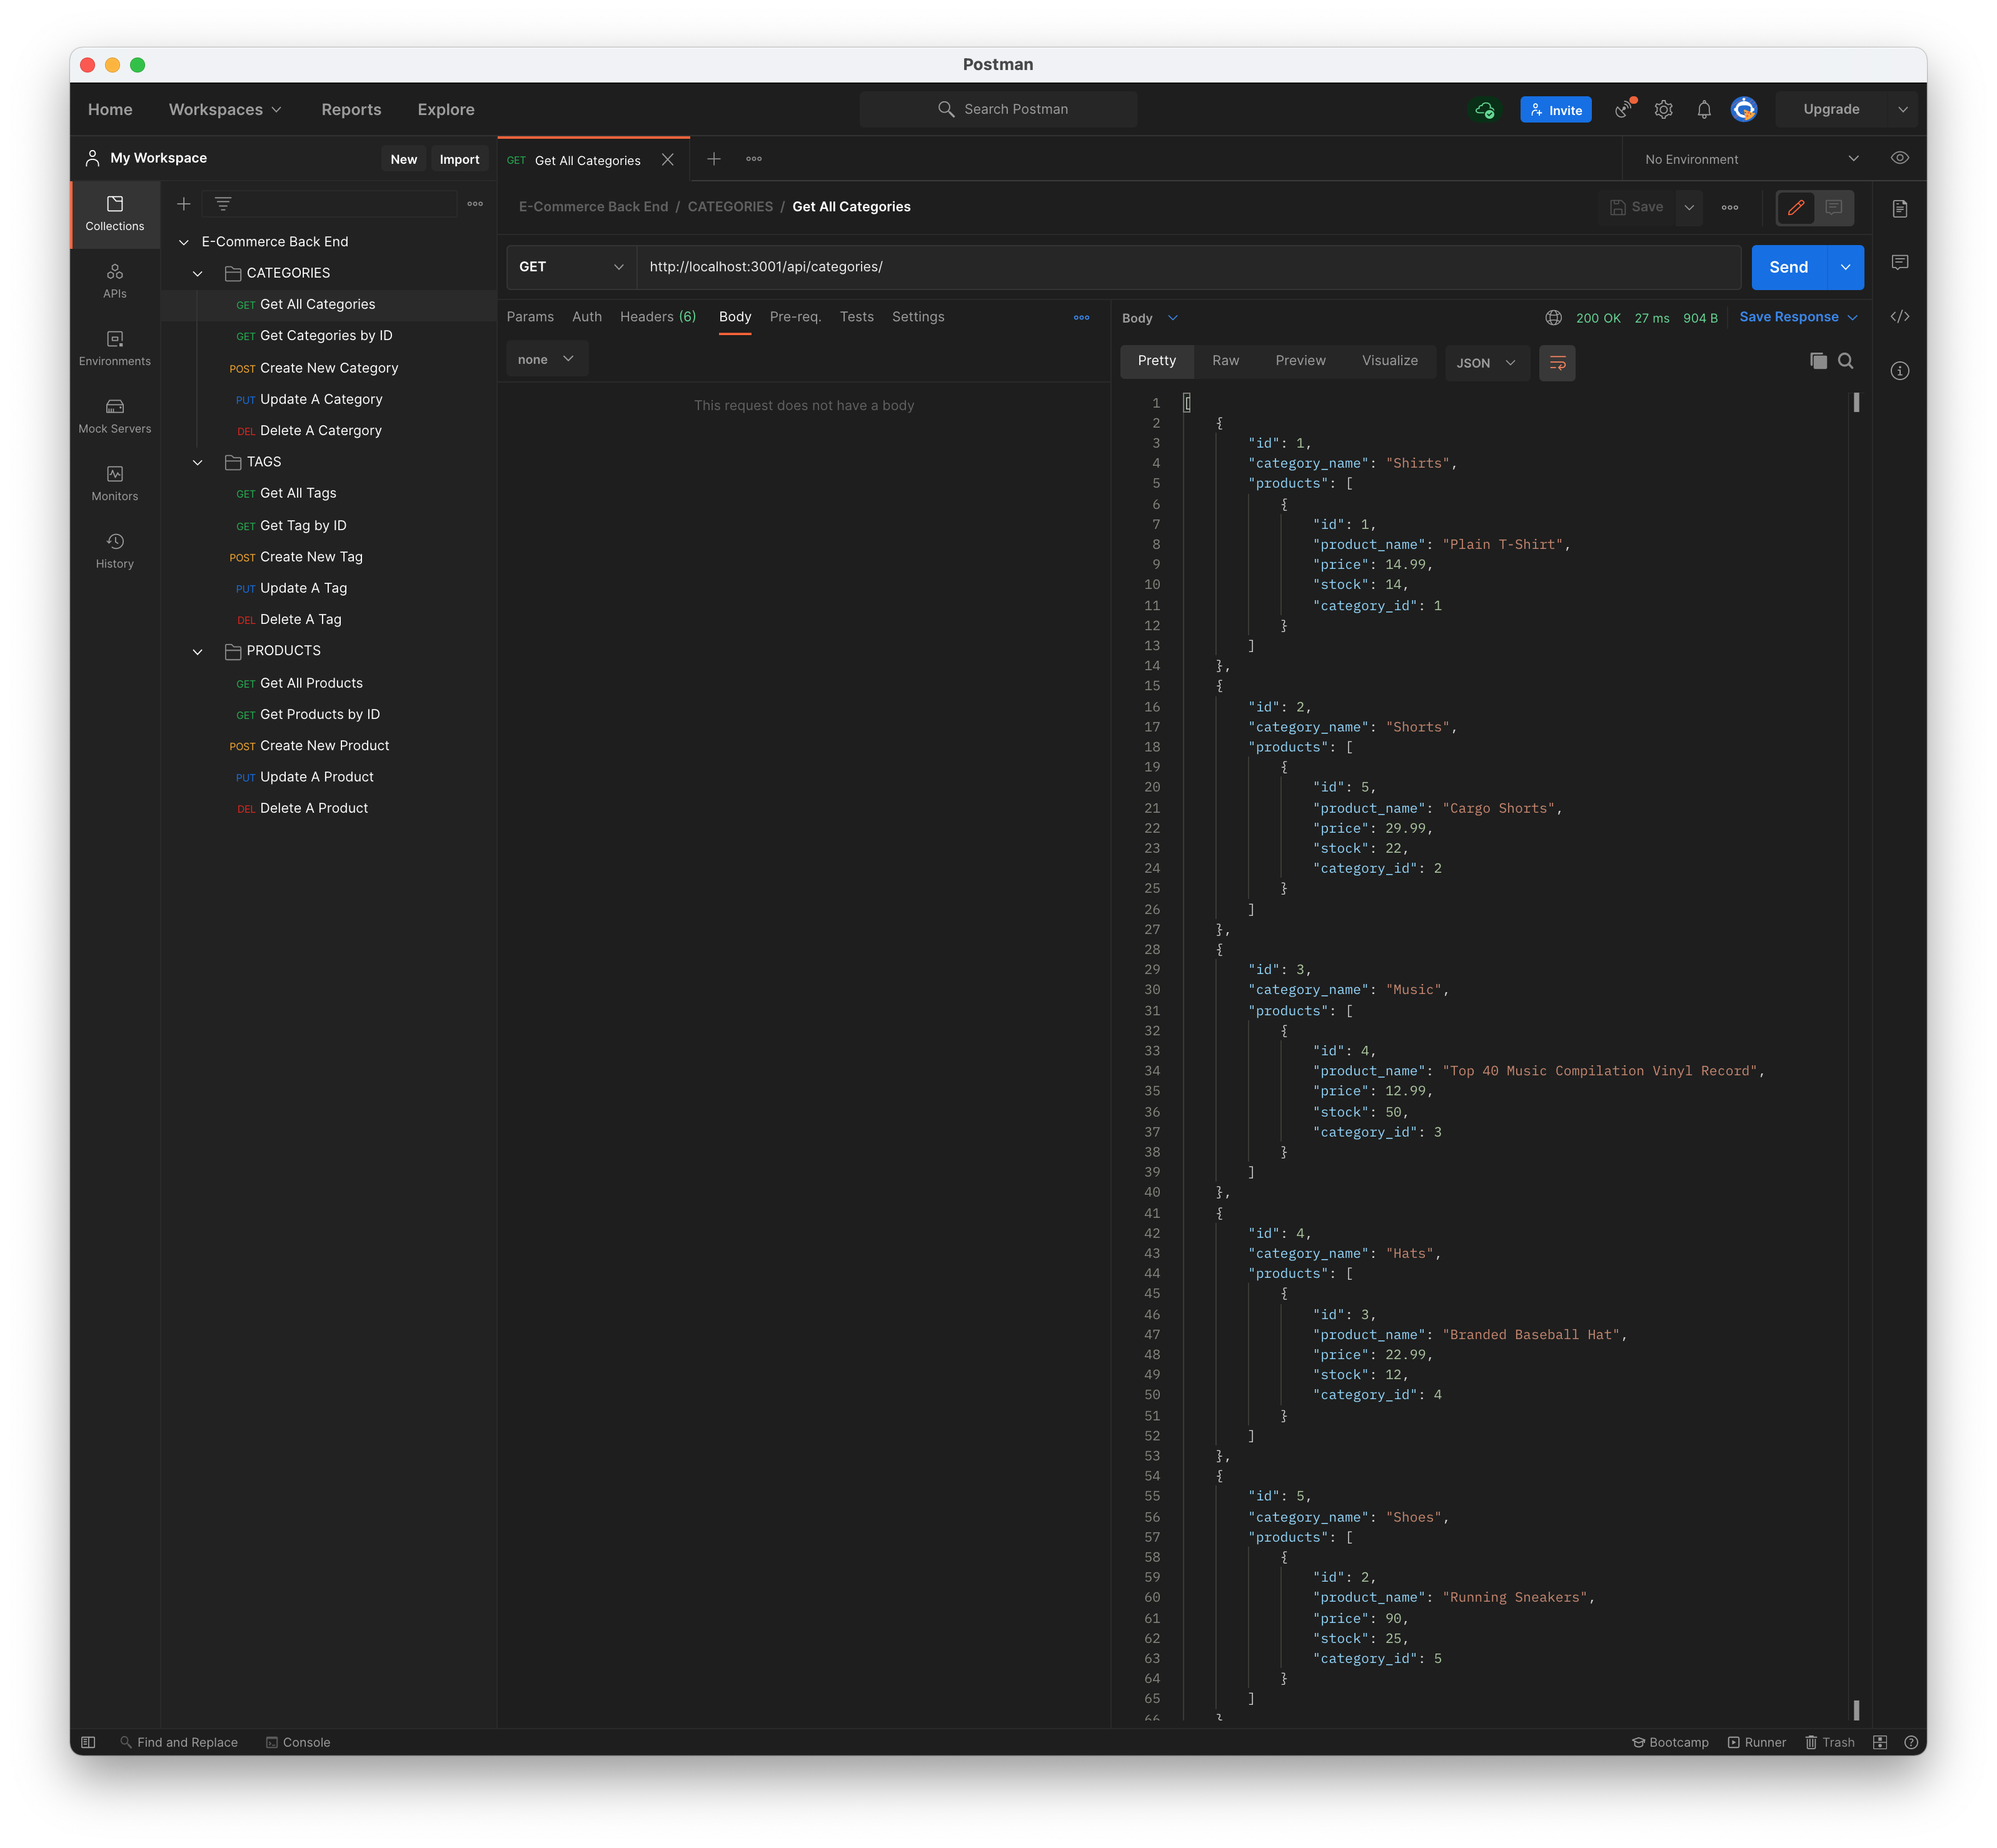 Postman
Home Workspaces Reports Explore Search Postman Invite Upgrade
My Workspace New Import
GET Get All Categories No Environment
E-Commerce Back End / CATEGORIES / Get All Categories Save
GET http://localhost:3001/api/categories/ Send
Collections
APIs
Environments
Mock Servers
Monitors
History
E-Commerce Back End
CATEGORIES
GET Get All Categories
GET Get Categories by ID
POST Create New Category
PUT Update A Category
DEL Delete A Catergory
TAGS
GET Get All Tags
GET Get Tag by ID
POST Create New Tag
PUT Update A Tag
DEL Delete A Tag
PRODUCTS
GET Get All Products
GET Get Products by ID
POST Create New Product
PUT Update A Product
DEL Delete A Product
Params Auth Headers (6) Body Pre-req. Tests Settings
none
This request does not have a body
Body 200 OK 27 ms 904 B Save Response
Pretty Raw Preview Visualize JSON
1 [
2 {
3 "id": 1,
4 "category_name": "Shirts",
5 "products": [
6 {
7 "id": 1,
8 "product_name": "Plain T-Shirt",
9 "price": 14.99,
10 "stock": 14,
11 "category_id": 1
12 }
13 ]
14 },
15 {
16 "id": 2,
17 "category_name": "Shorts",
18 "products": [
19 {
20 "id": 5,
21 "product_name": "Cargo Shorts",
22 "price": 29.99,
23 "stock": 22,
24 "category_id": 2
25 }
26 ]
27 },
28 {
29 "id": 3,
30 "category_name": "Music",
31 "products": [
32 {
33 "id": 4,
34 "product_name": "Top 40 Music Compilation Vinyl Record",
35 "price": 12.99,
36 "stock": 50,
37 "category_id": 3
38 }
39 ]
40 },
41 {
42 "id": 4,
43 "category_name": "Hats",
44 "products": [
45 {
46 "id": 3,
47 "product_name": "Branded Baseball Hat",
48 "price": 22.99,
49 "stock": 12,
50 "category_id": 4
51 }
52 ]
53 },
54 {
55 "id": 5,
56 "category_name": "Shoes",
57 "products": [
58 {
59 "id": 2,
60 "product_name": "Running Sneakers",
61 "price": 90,
62 "stock": 25,
63 "category_id": 5
64 }
65 ]
66 }
Find and Replace Console Bootcamp Runner Trash